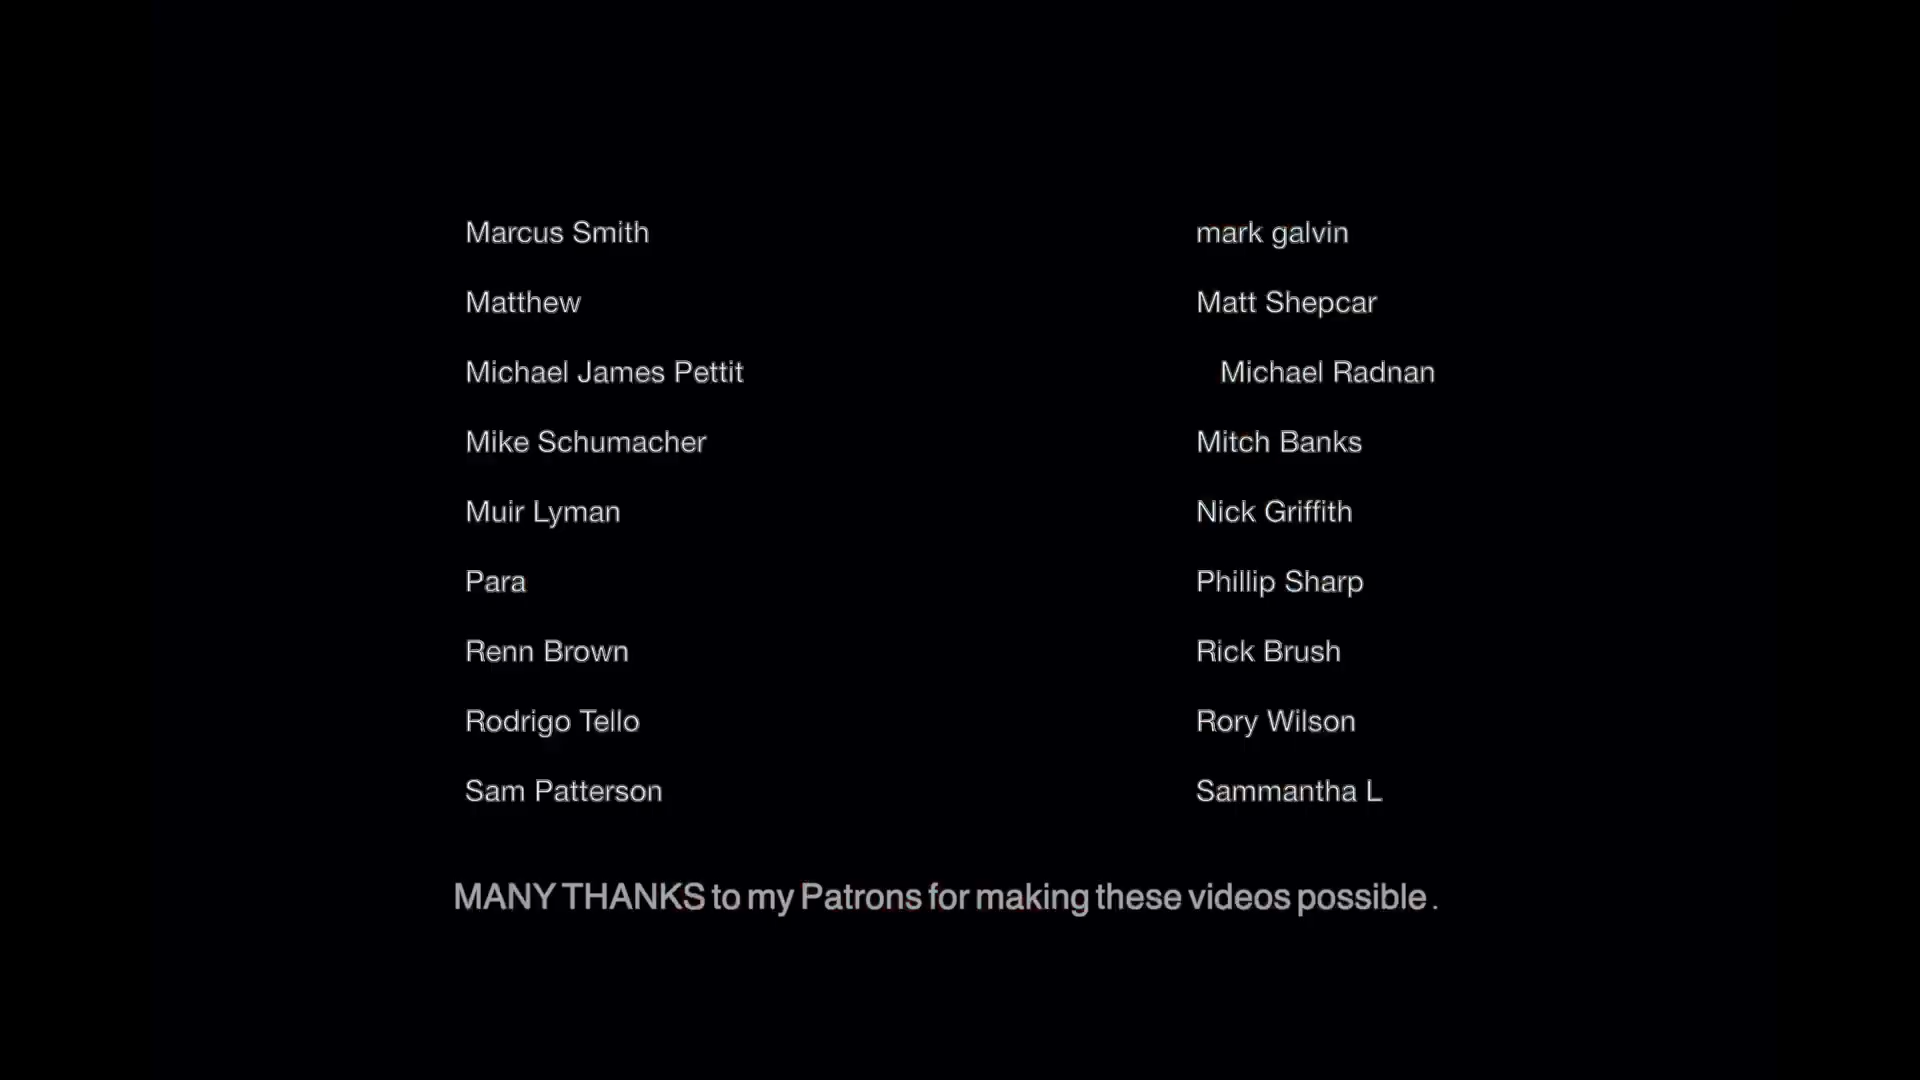 Marcus Smith mark galvin
Matthew Matt Shepcar
Michael James Pettit Michael Radnan
Mike Schumacher Mitch Banks
Muir Lyman Nick Griffith
Para Phillip Sharp
Renn Brown Rick Brush
Rodrigo Tello Rory Wilson
Sam Patterson Sammantha L
MANY THANKS to my Patrons for making these videos possible .